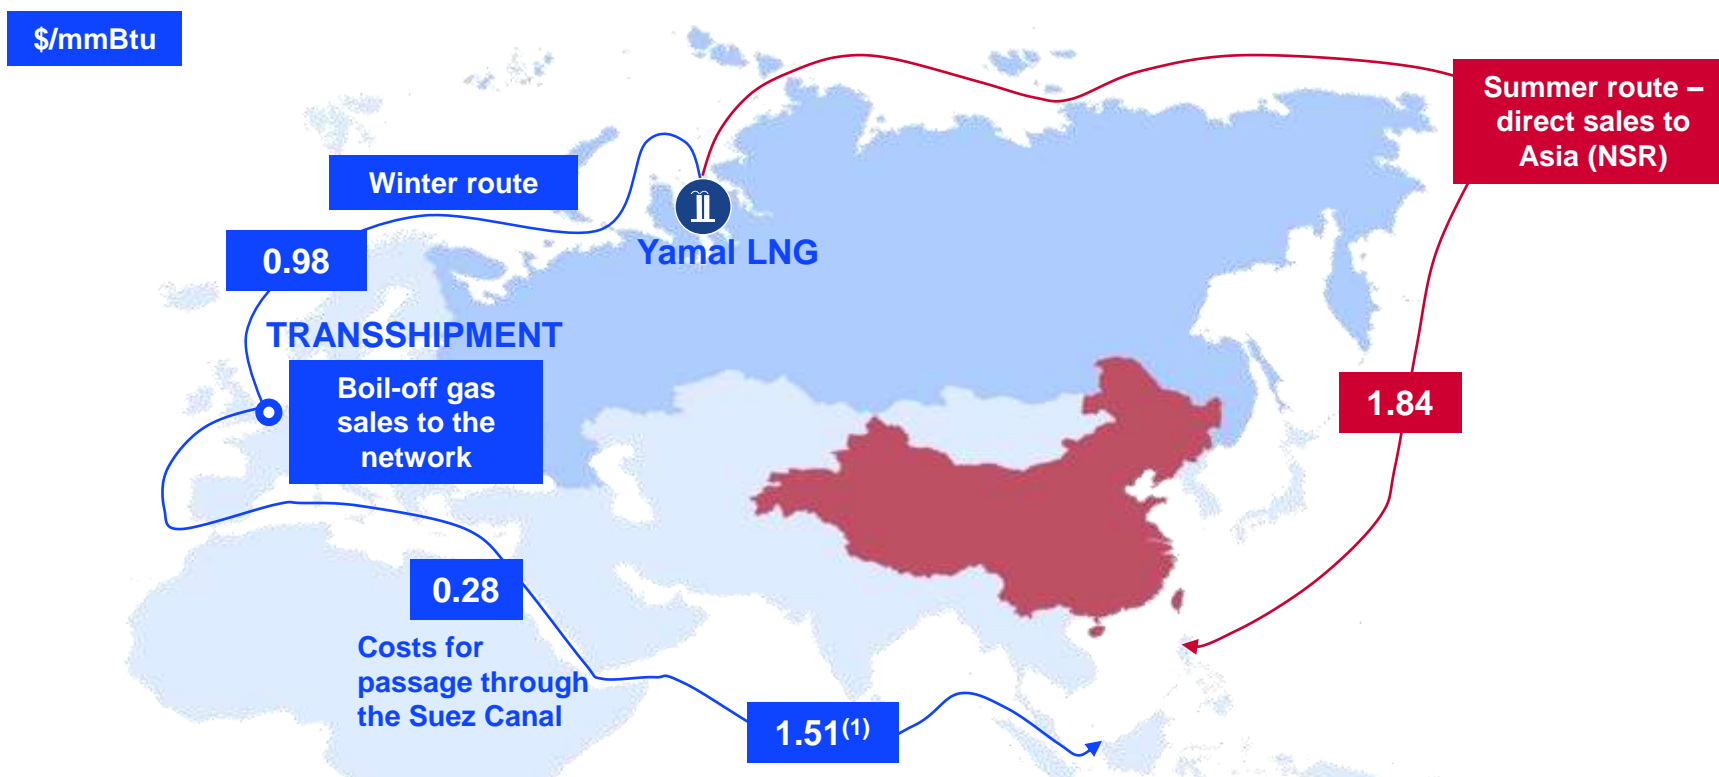 $/mmBtu
Summer route –
direct sales to
Asia (NSR)
Winter route
Yamal LNG
0.98
TRANSSHIPMENT
Boil-off gas
sales to the
network
1.84
0.28
Costs for
passage through
the Suez Canal
1.51(1)